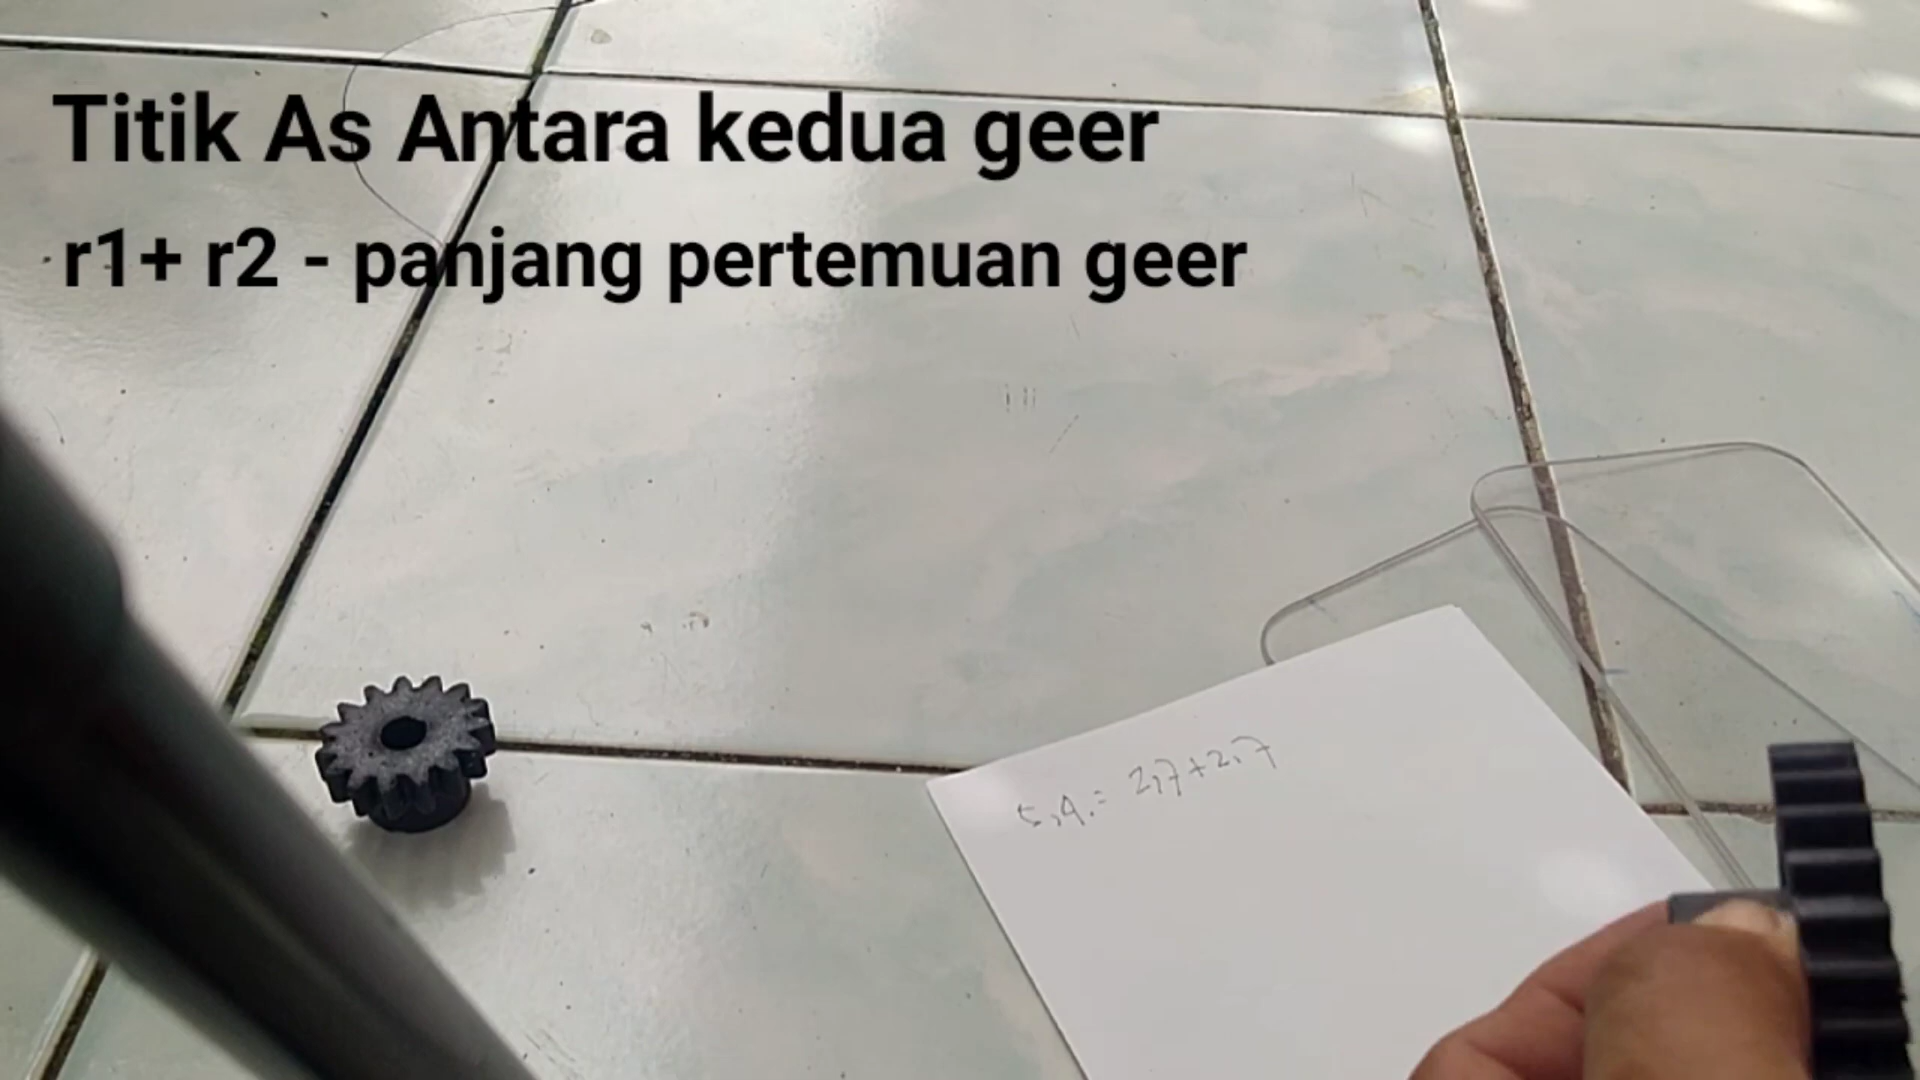 Titik As Antara kedua geer
r1+ r2 - panjang pertemuan geer
5,4.= 2,7+2,7